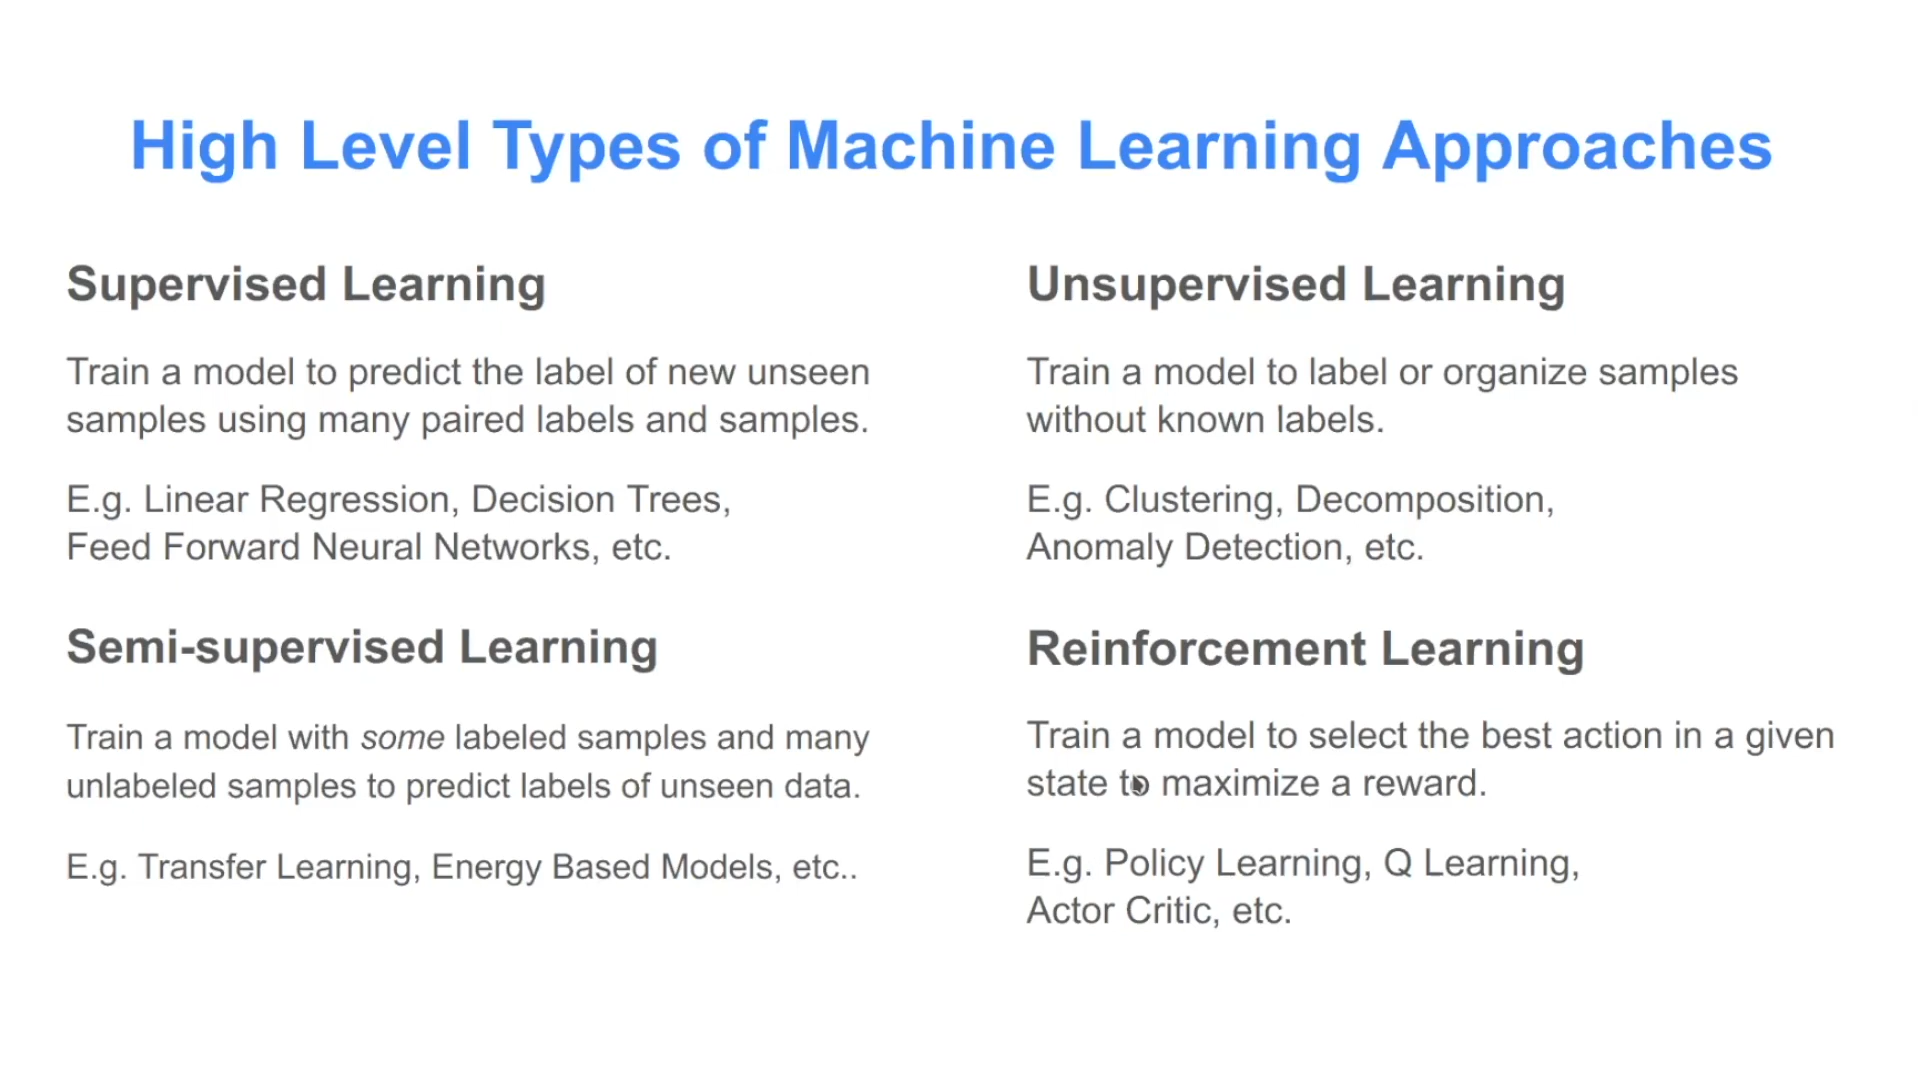 High Level Types of Machine Learning Approaches
Supervised Learning
Train a model to predict the label of new unseen
samples using many paired labels and samples.
E.g. Linear Regression, Decision Trees,
Feed Forward Neural Networks, etc.
Semi-supervised Learning
Train a model with some labeled samples and many
unlabeled samples to predict labels of unseen data.
E.g. Transfer Learning, Energy Based Models, etc..
Unsupervised Learning
Train a model to label or organize samples
without known labels.
E.g. Clustering, Decomposition,
Anomaly Detection, etc.
Reinforcement Learning
Train a model to select the best action in a given
state to maximize a reward.
E.g. Policy Learning, Q Learning,
Actor Critic, etc.